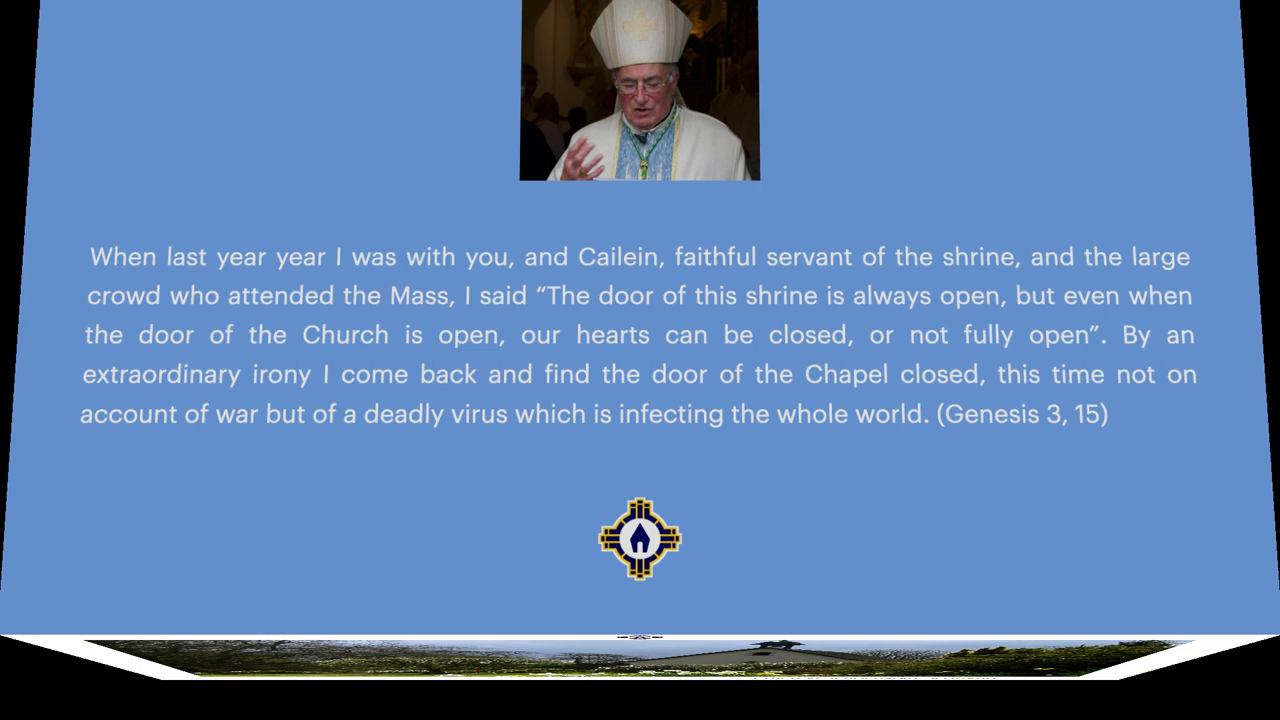 When last year year I was with you, and Cailein, faithful servant of the shrine, and the large
crowd who attended the Mass, I said “The door of this shrine is always open, but even when
the door of the Church is open, our hearts can be closed, or not fully open”. By an
extraordinary irony I come back and find the door of the Chapel closed, this time not on
account of war but of a deadly virus which is infecting the whole world. (Genesis 3, 15)